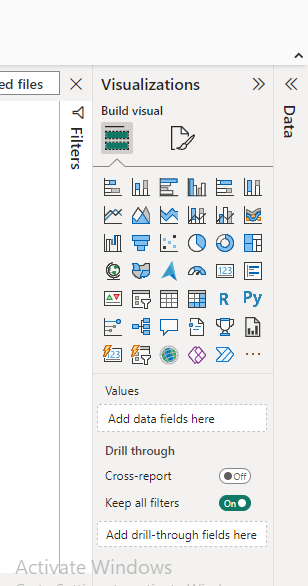 ed files
Visualizations
Build visual
Filters
Data
123
R
Py
123
Values
Add data fields here
Drill through
Cross-report
Off
Keep all filters
On
Add drill-through fields here
Activate Windows